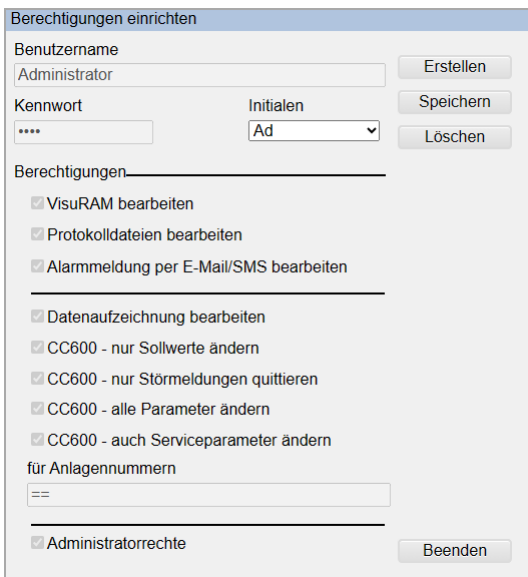 Berechtigungen einrichten
Benutzername
Administrator
Erstellen
Kennwort
Initialen
Speichern
••••
Ad
Löschen
Berechtigungen
VisuRAM bearbeiten
Protokolldateien bearbeiten
Alarmmeldung per E-Mail/SMS bearbeiten
Datenaufzeichnung bearbeiten
CC600 - nur Sollwerte ändern
CC600 - nur Störmeldungen quittieren
CC600 - alle Parameter ändern
CC600 - auch Serviceparameter ändern
für Anlagennummern
==
Administratorrechte
Beenden